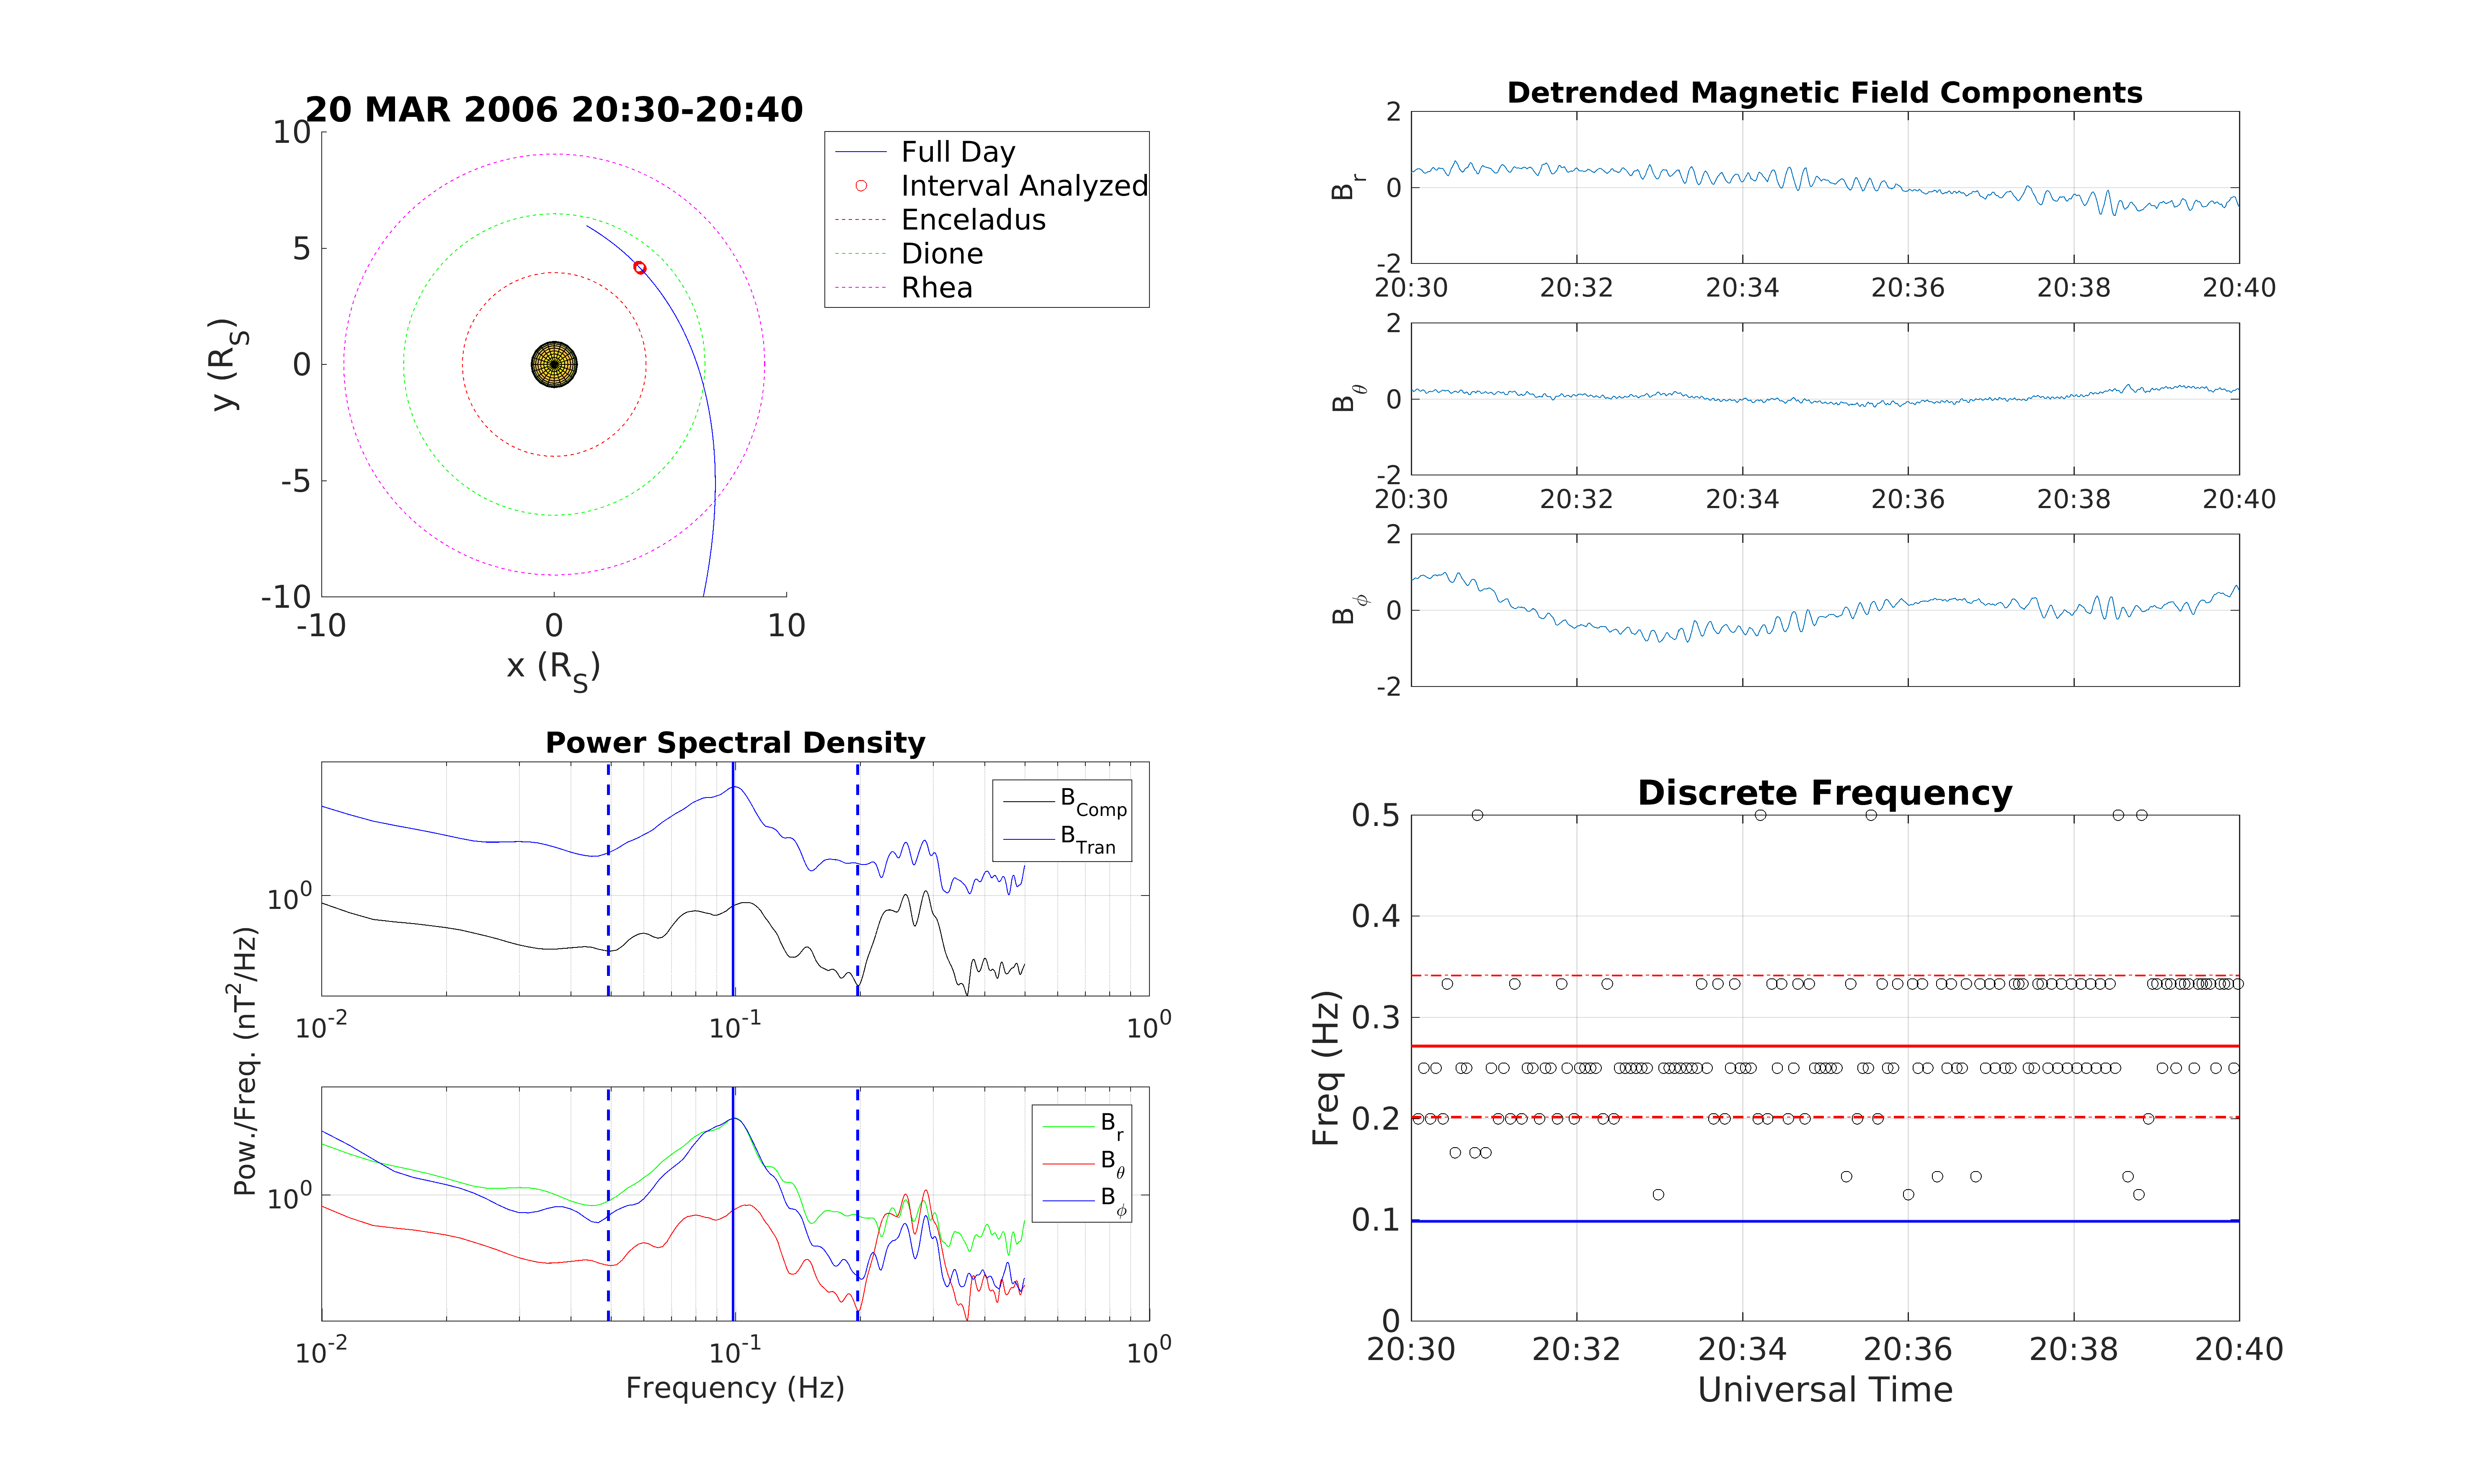 20 MAR 2006 20:30-20:40
10
5
0
-5
-10
-10 0 10
y (R_S)
x (R_S)
Full Day
Interval Analyzed
Enceladus
Dione
Rhea
Detrended Magnetic Field Components
2
0
-2
B_r
20:30 20:32 20:34 20:36 20:38 20:40
2
0
-2
B_θ
20:30 20:32 20:34 20:36 20:38 20:40
2
0
-2
B_ϕ
Power Spectral Density
B_Comp
B_Tran
10^0
10^-2 10^-1 10^0
Pow./Freq. (nT^2/Hz)
B_r
B_θ
B_ϕ
10^0
10^-2 10^-1 10^0
Frequency (Hz)
Discrete Frequency
0.5
0.4
0.3
0.2
0.1
0
Freq (Hz)
20:30 20:32 20:34 20:36 20:38 20:40
Universal Time